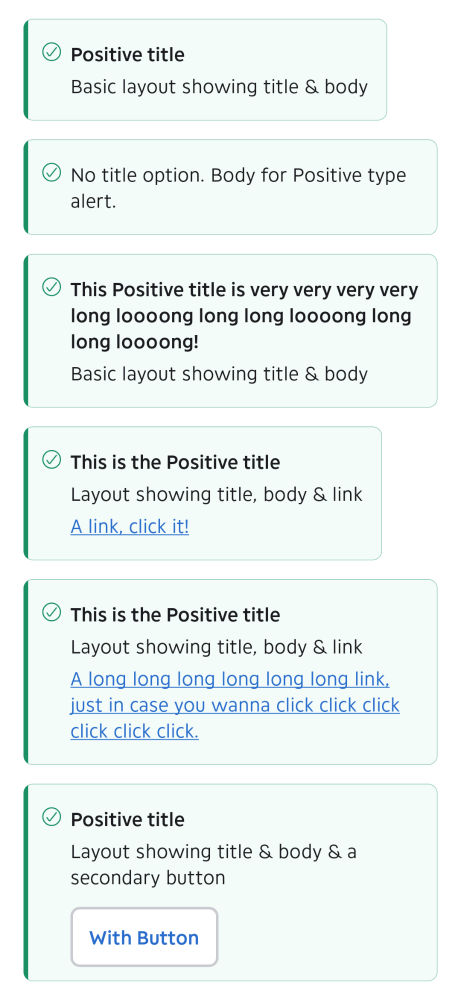 Positive title
Basic layout showing title & body
No title option. Body for Positive type
alert.
This Positive title is very very very very
long loooong long long loooong long
long loooong!
Basic layout showing title & body
This is the Positive title
Layout showing title, body & link
A link, click it!
This is the Positive title
Layout showing title, body & link
A long long long long long long link,
just in case you wanna click click click
click click click.
Positive title
Layout showing title & body & a
secondary button
With Button